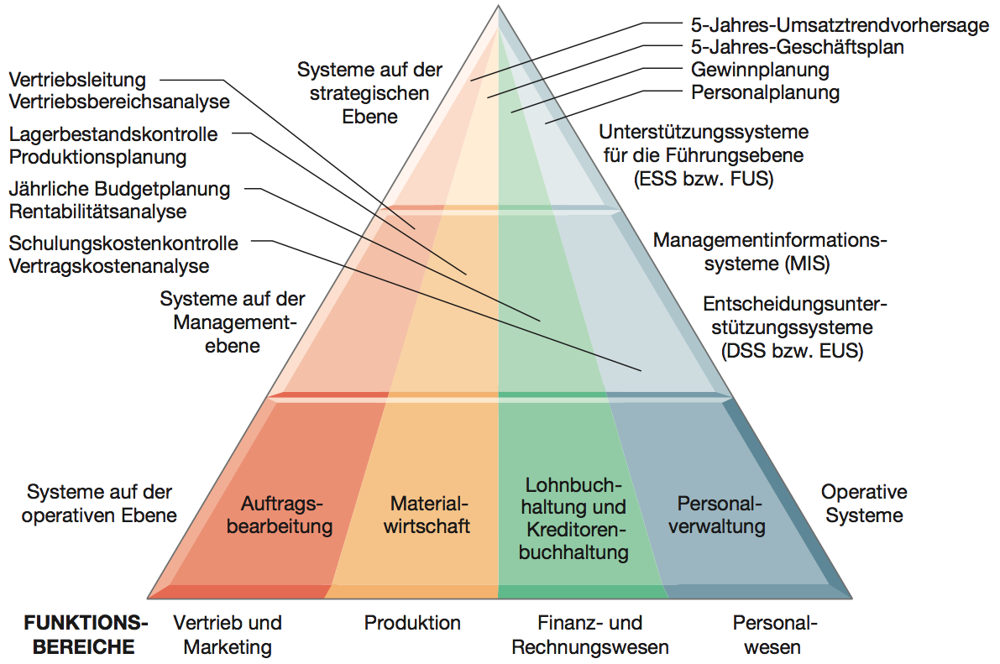 5-Jahres-Umsatztrendvorhersage
5-Jahres-Geschäftsplan
Gewinnplanung
Personalplanung
Systeme auf der
strategischen
Ebene
Vertriebsleitung
Vertriebsbereichsanalyse
Lagerbestandskontrolle
Produktionsplanung
Jährliche Budgetplanung
Rentabilitätsanalyse
Schulungskostenkontrolle
Vertragskostenanalyse
Unterstützungssysteme
für die Führungsebene
(ESS bzw. FUS)
Managementinformations-
systeme (MIS)
Systeme auf der
Management-
ebene
Entscheidungsunter-
stützungssysteme
(DSS bzw. EUS)
Systeme auf der
operativen Ebene
Auftrags-
bearbeitung
Material-
wirtschaft
Lohnbuch-
haltung und
Kreditoren-
buchhaltung
Personal-
verwaltung
Operative
Systeme
FUNKTIONS-
BEREICHE
Vertrieb und
Marketing
Produktion
Finanz- und
Rechnungswesen
Personal-
wesen